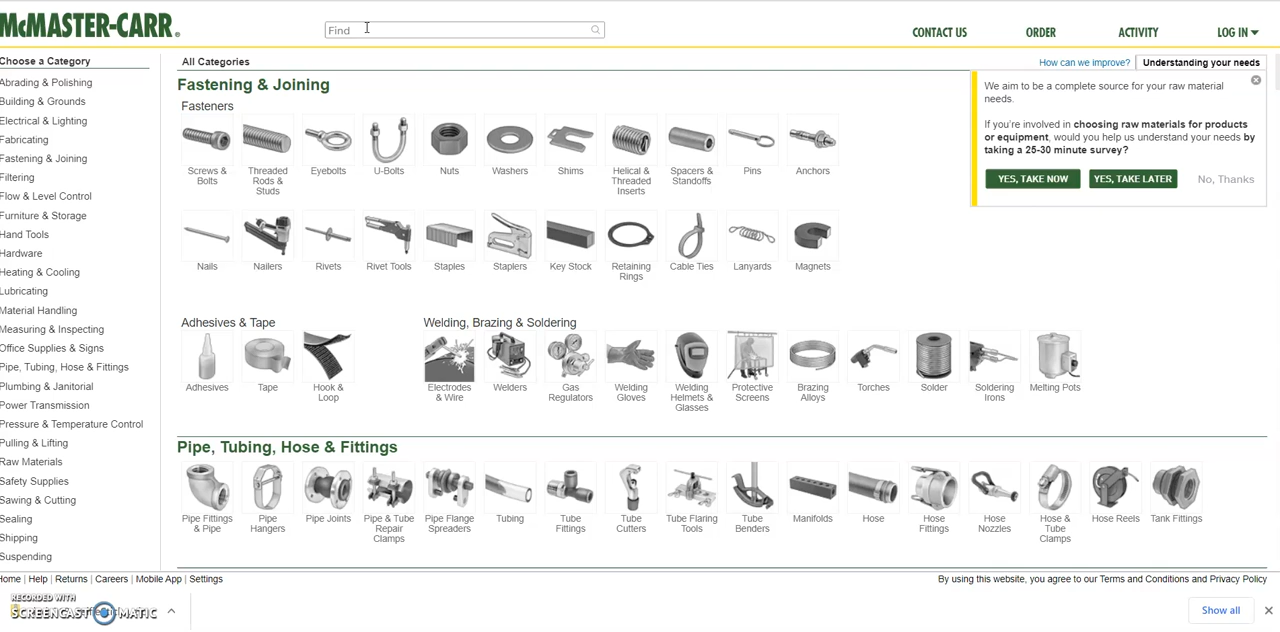 McMASTER-CARR®
Find
CONTACT US
ORDER
ACTIVITY
LOG IN
Choose a Category
Abrading & Polishing
Building & Grounds
Electrical & Lighting
Fabricating
Fastening & Joining
Filtering
Flow & Level Control
Furniture & Storage
Hand Tools
Hardware
Heating & Cooling
Lubricating
Material Handling
Measuring & Inspecting
Office Supplies & Signs
Pipe, Tubing, Hose & Fittings
Plumbing & Janitorial
Power Transmission
Pressure & Temperature Control
Pulling & Lifting
Raw Materials
Safety Supplies
Sawing & Cutting
Sealing
Shipping
Suspending
All Categories
How can we improve?
Understanding your needs
We aim to be a complete source for your raw material
needs.
If you're involved in choosing raw materials for products
or equipment, would you help us understand your needs by
taking a 25-30 minute survey?
YES, TAKE NOW
YES, TAKE LATER
No, Thanks
Fastening & Joining
Fasteners
Screws &
Bolts
Threaded
Rods &
Studs
Eyebolts
U-Bolts
Nuts
Washers
Shims
Helical &
Threaded
Inserts
Spacers &
Standoffs
Pins
Anchors
Nails
Nailers
Rivets
Rivet Tools
Staples
Staplers
Key Stock
Retaining
Rings
Cable Ties
Lanyards
Magnets
Adhesives & Tape
Adhesives
Tape
Hook &
Loop
Welding, Brazing & Soldering
Electrodes
& Wire
Welders
Gas
Regulators
Welding
Gloves
Welding
Helmets &
Glasses
Protective
Screens
Brazing
Alloys
Torches
Solder
Soldering
Irons
Melting Pots
Pipe, Tubing, Hose & Fittings
Pipe Fittings
& Pipe
Pipe
Hangers
Pipe Joints
Pipe & Tube
Repair
Clamps
Pipe Flange
Spreaders
Tubing
Tube
Fittings
Tube
Cutters
Tube Flaring
Tools
Tube
Benders
Manifolds
Hose
Hose
Fittings
Hose
Nozzles
Hose &
Tube
Clamps
Hose Reels
Tank Fittings
Home | Help | Returns | Careers | Mobile App | Settings
By using this website, you agree to our Terms and Conditions and Privacy Policy
RECORDED WITH
SCREENCAST MATIC
Show all